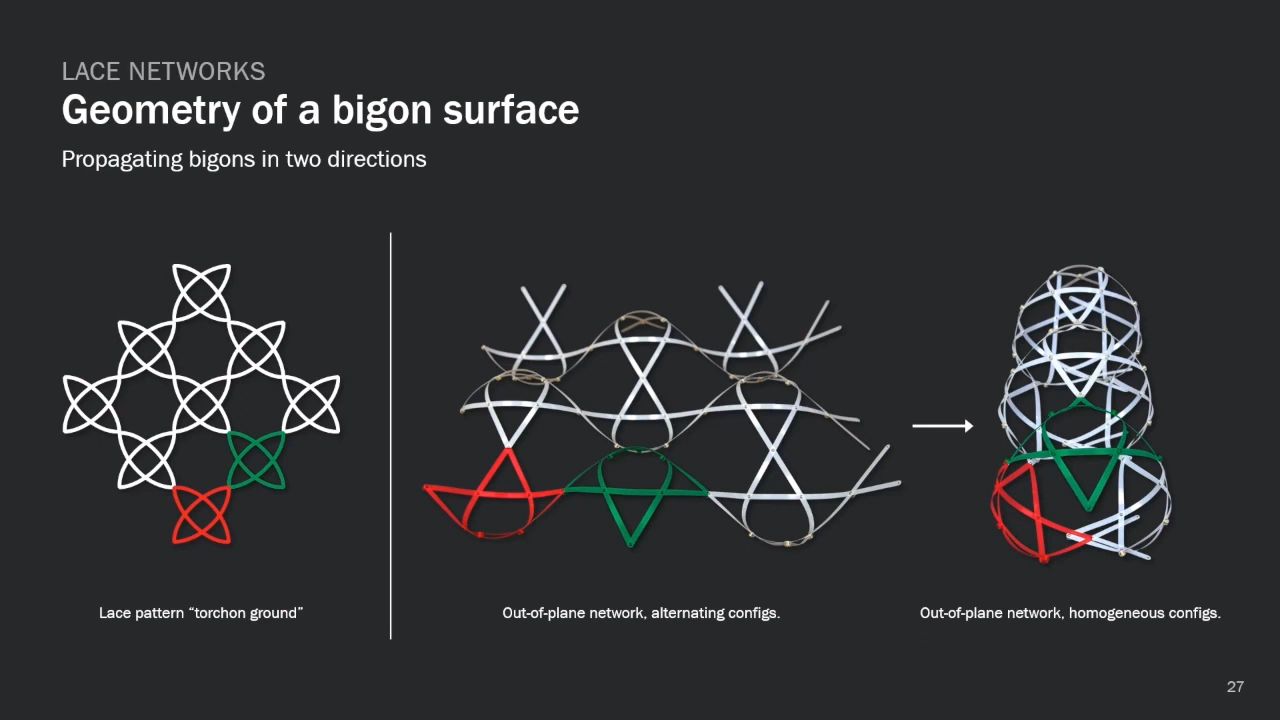 LACE NETWORKS
Geometry of a bigon surface
Propagating bigons in two directions
Lace pattern “torchon ground”
Out-of-plane network, alternating configs.
Out-of-plane network, homogeneous configs.
27